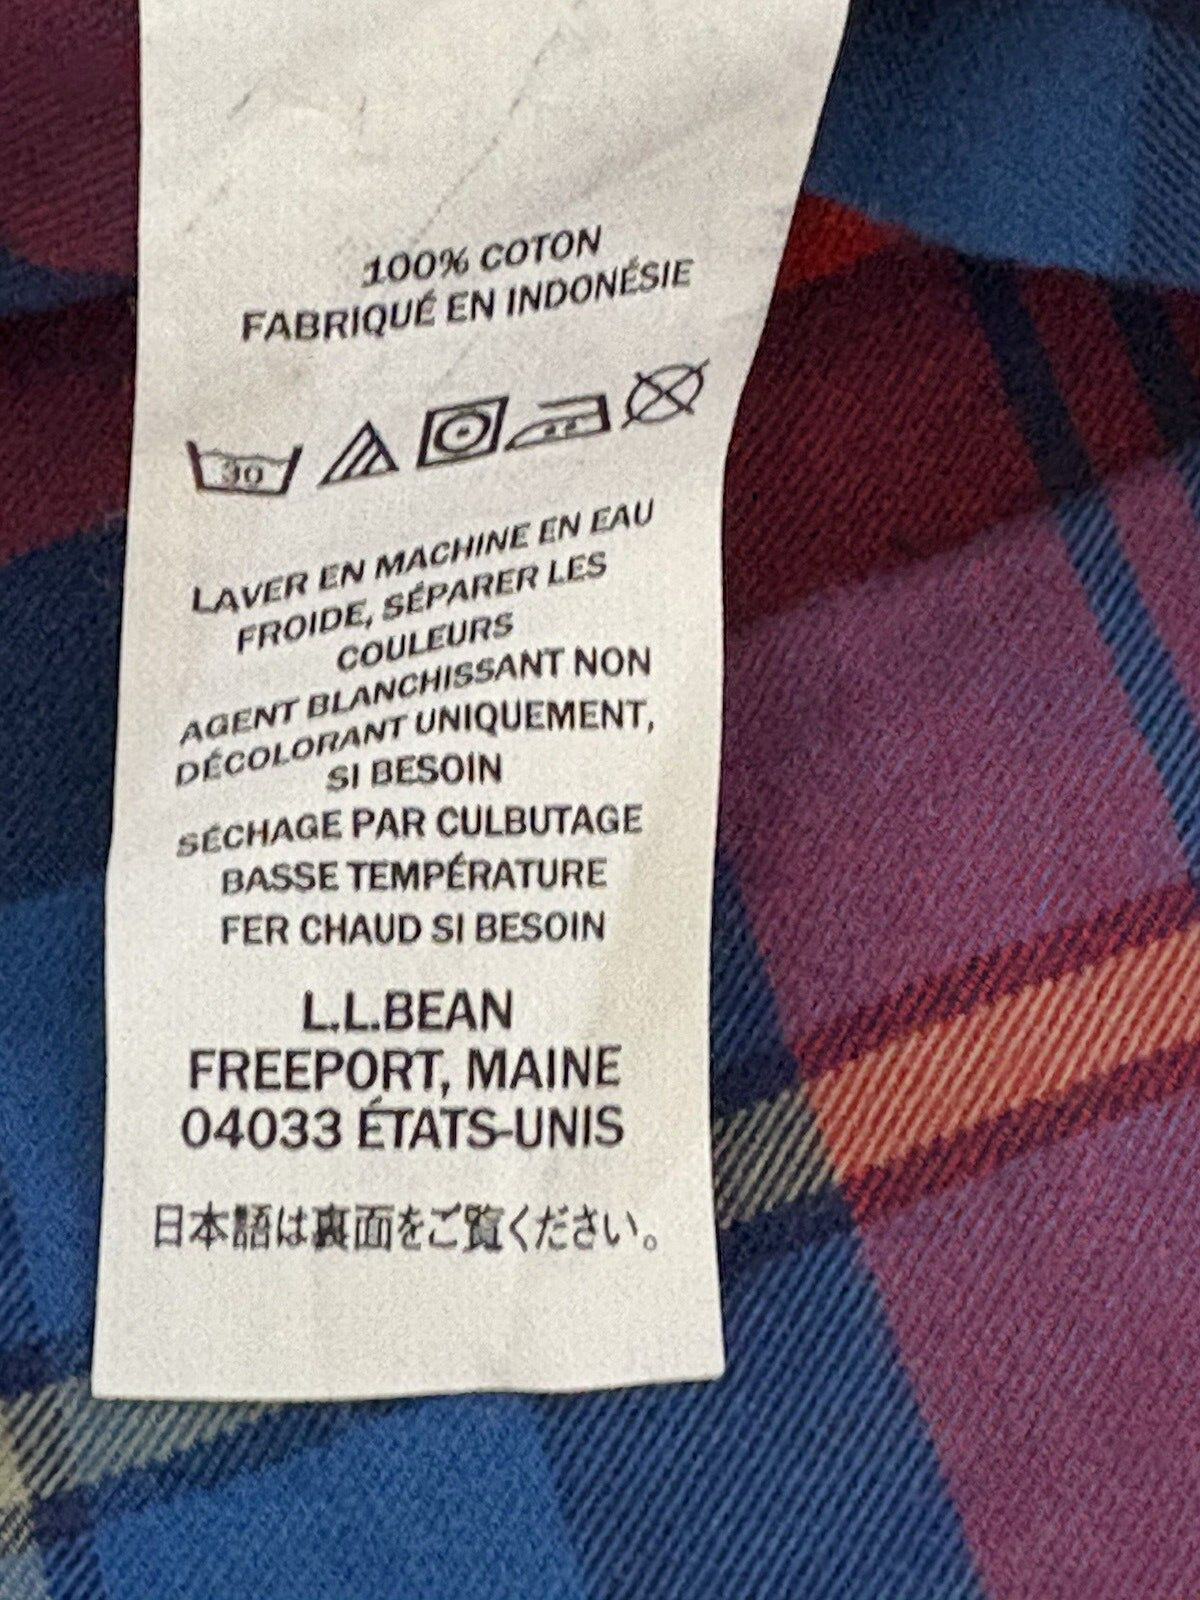 100% COTON
FABRIQUÉ EN INDONÉSIE
30
LAVER EN MACHINE EN EAU
FROIDE, SÉPARER LES
COULEURS
AGENT BLANCHISSANT NON
DÉCOLORANT UNIQUEMENT,
SI BESOIN
SÉCHAGE PAR CULBUTAGE
BASSE TEMPÉRATURE
FER CHAUD SI BESOIN
L.L.BEAN
FREEPORT, MAINE
04033 ÉTATS-UNIS
日本語は裏面をご覧ください。